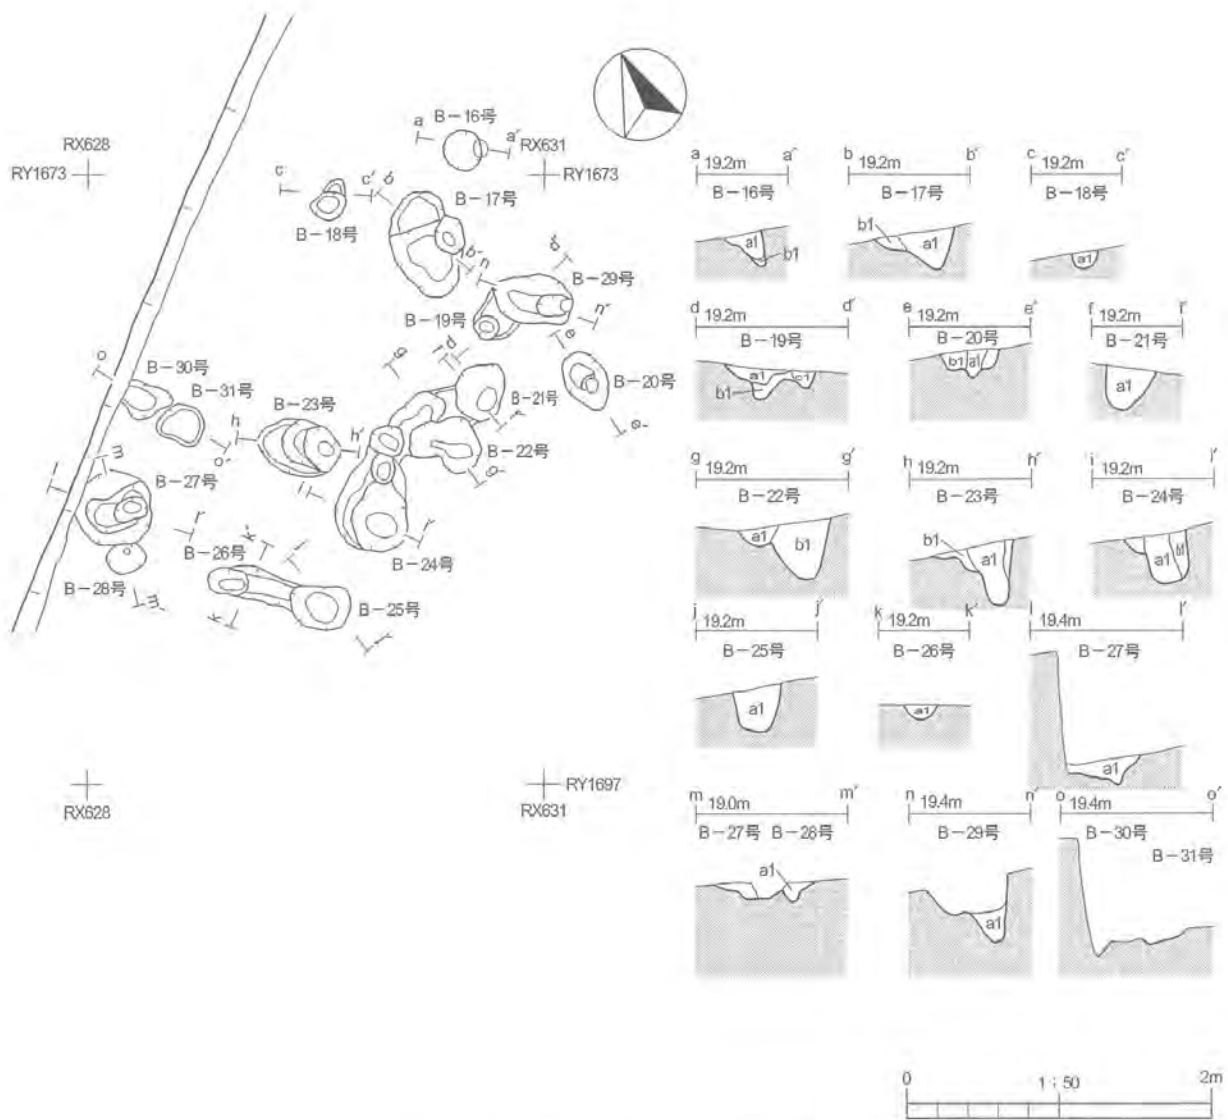 RX628
RY1673
a B-16号 a´
RX631
RY1673
c c´
B-18号
b B-17号 b´
n B-29号 n´
d
B-19号
d´
e B-20号 e´
o
B-30号
B-31号
o´
h B-23号 h´
g f B-21号 f´
B-22号
g´
i
B-24号
i´
l m
B-27号
l´
B-28号
m´
B-26号
k´ j
k
B-25号
j´
RX628
RX631
RY1697
a 19.2m a´
B-16号
a1
b1
b 19.2m b´
B-17号
b1
a1
c 19.2m c´
B-18号
a1
d 19.2m d´
B-19号
a1
c1
b1
e 19.2m e´
B-20号
b1 a1
f 19.2m f´
B-21号
a1
g 19.2m g´
B-22号
a1
b1
h 19.2m h´
B-23号
b1
a1
i 19.2m i´
B-24号
a1 b1
j 19.2m j´
B-25号
a1
k 19.2m k´
B-26号
a1
l 19.4m l´
B-27号
a1
m 19.0m m´
B-27号 B-28号
a1
n 19.4m n´
B-29号
a1
o 19.4m o´
B-30号
B-31号
0 1:50 2m